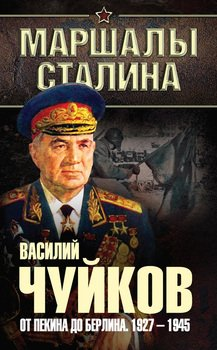 МАРШАЛЫ
СТАЛИНА
ВАСИЛИЙ
ЧУЙКОВ
ОТ ПЕКИНА ДО БЕРЛИНА. 1927 – 1945